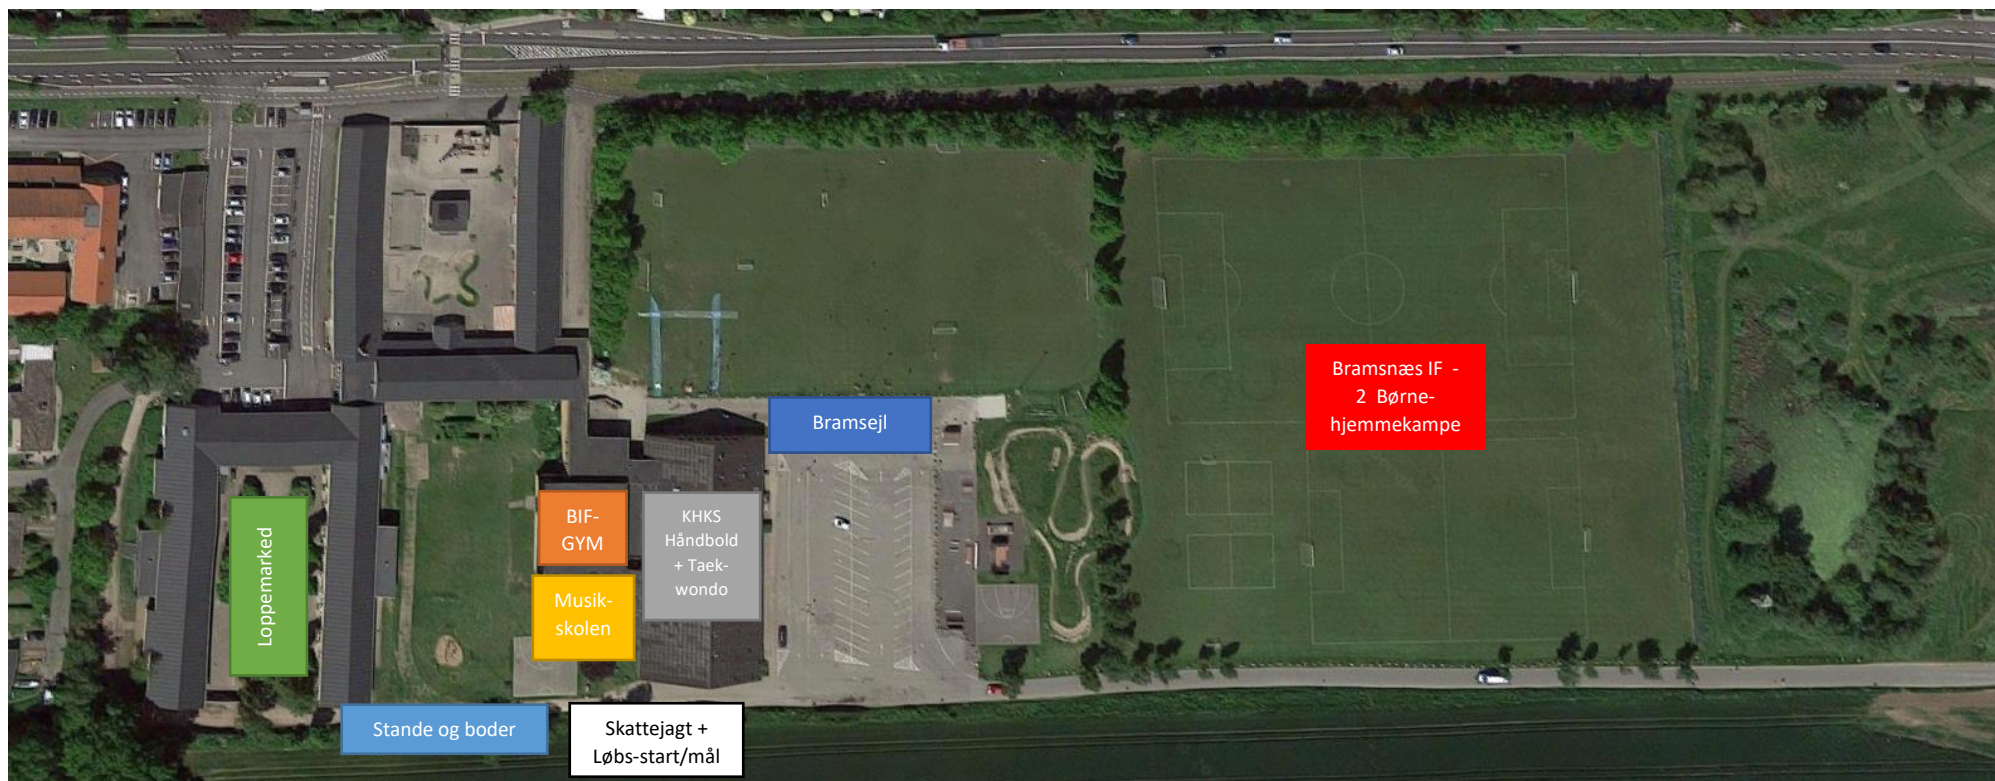 Bramsnæs IF -
2 Børne-
hjemmekampe
Bramsejl
BIF-
GYM
KHKS
Håndbold
+ Taek-
wondo
Loppemarked
Musik-
skolen
Stande og boder
Skattejagt +
Løbs-start/mål